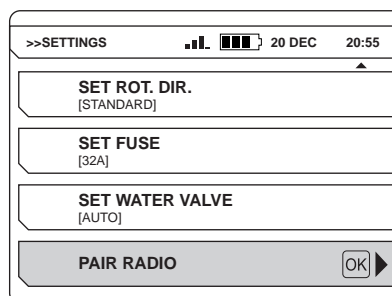 >>SETTINGS 20 DEC 20:55
SET ROT. DIR.
[STANDARD]
SET FUSE
[32A]
SET WATER VALVE
[AUTO]
PAIR RADIO OK